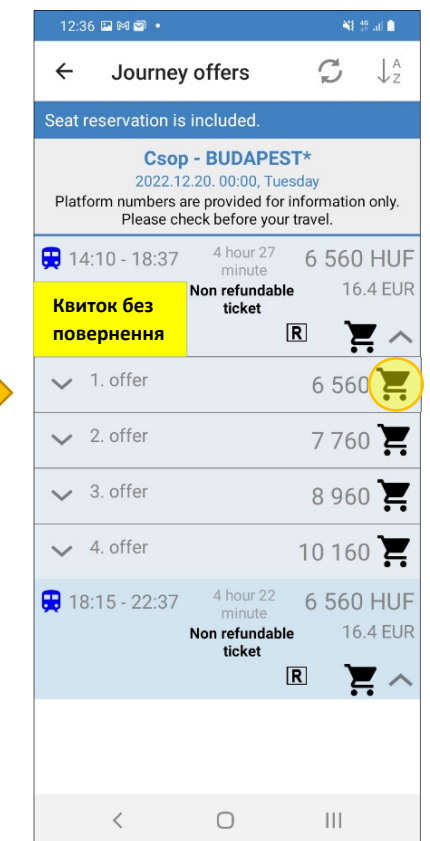 12:36
Journey offers
A
Z
Seat reservation is included.
Csop - BUDAPEST*
2022.12.20. 00:00, Tuesday
Platform numbers are provided for information only.
Please check before your travel.
14:10 - 18:37 4 hour 27 6 560 HUF
minute
Non refundable 16.4 EUR
ticket
Квиток без
повернення
R
1. offer 6 560
2. offer 7 760
3. offer 8 960
4. offer 10 160
18:15 - 22:37 4 hour 22 6 560 HUF
minute
Non refundable 16.4 EUR
ticket
R